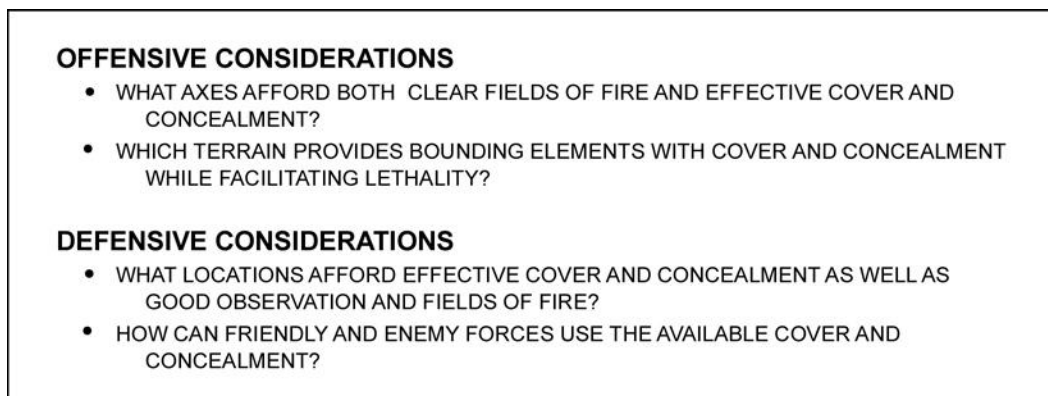 OFFENSIVE CONSIDERATIONS
• WHAT AXES AFFORD BOTH CLEAR FIELDS OF FIRE AND EFFECTIVE COVER AND
CONCEALMENT?
• WHICH TERRAIN PROVIDES BOUNDING ELEMENTS WITH COVER AND CONCEALMENT
WHILE FACILITATING LETHALITY?
DEFENSIVE CONSIDERATIONS
• WHAT LOCATIONS AFFORD EFFECTIVE COVER AND CONCEALMENT AS WELL AS
GOOD OBSERVATION AND FIELDS OF FIRE?
• HOW CAN FRIENDLY AND ENEMY FORCES USE THE AVAILABLE COVER AND
CONCEALMENT?